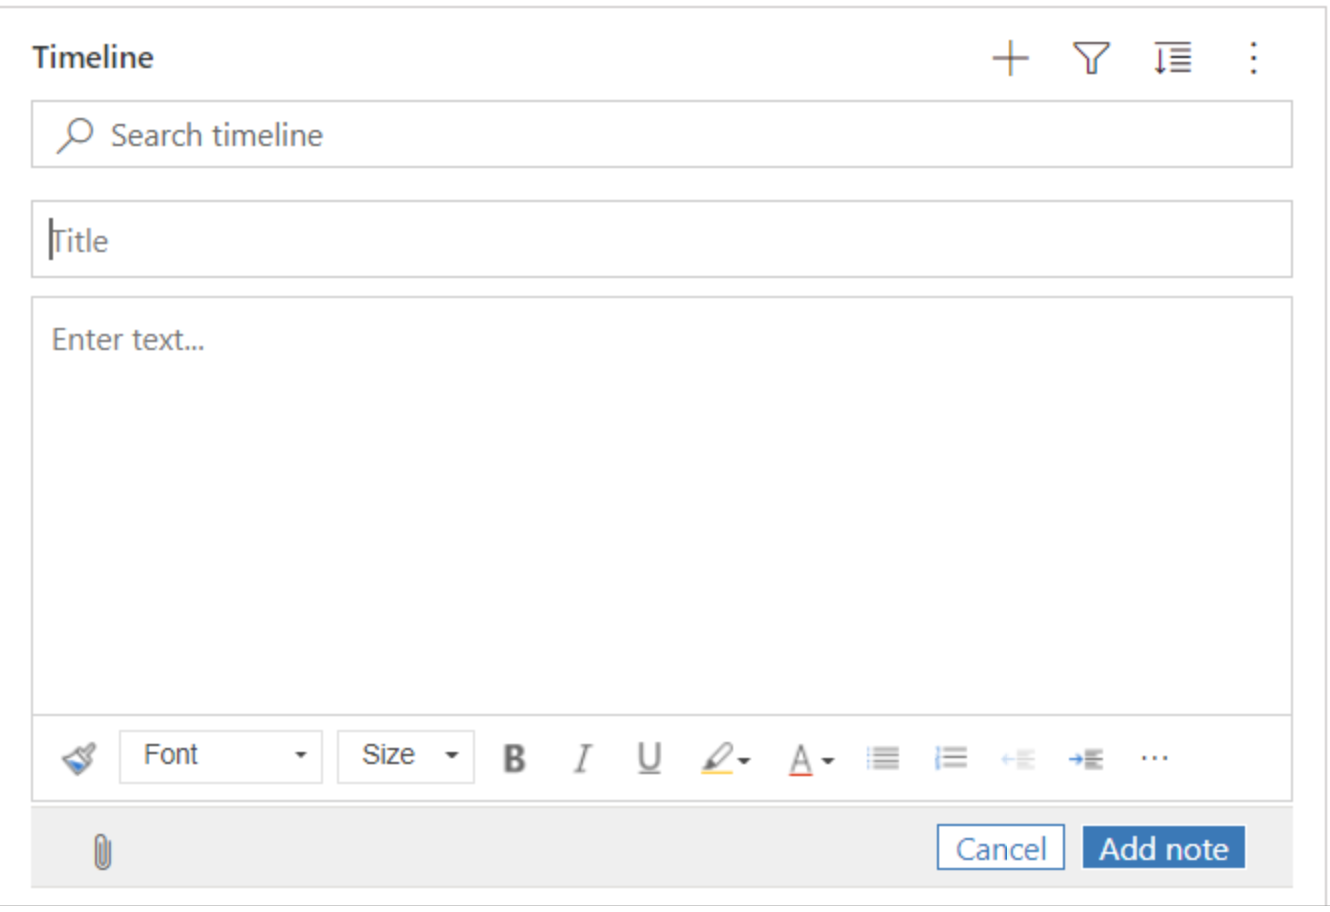 Timeline
Search timeline
Title
Enter text...
Font Size B I U A
Cancel Add note